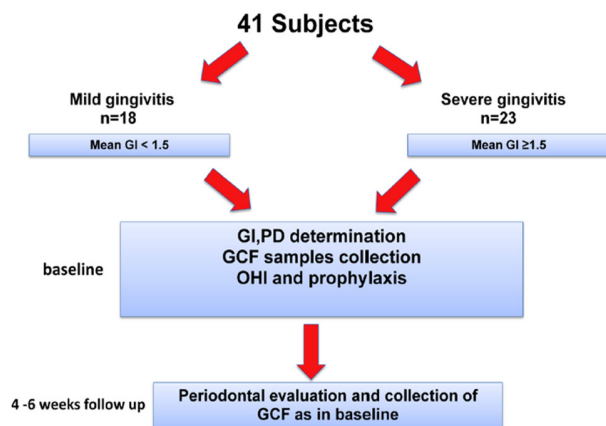 41 Subjects
Mild gingivitis
n=18
Mean GI < 1.5
Severe gingivitis
n=23
Mean GI ≥1.5
baseline
GI,PD determination
GCF samples collection
OHI and prophylaxis
4 -6 weeks follow up
Periodontal evaluation and collection of
GCF as in baseline